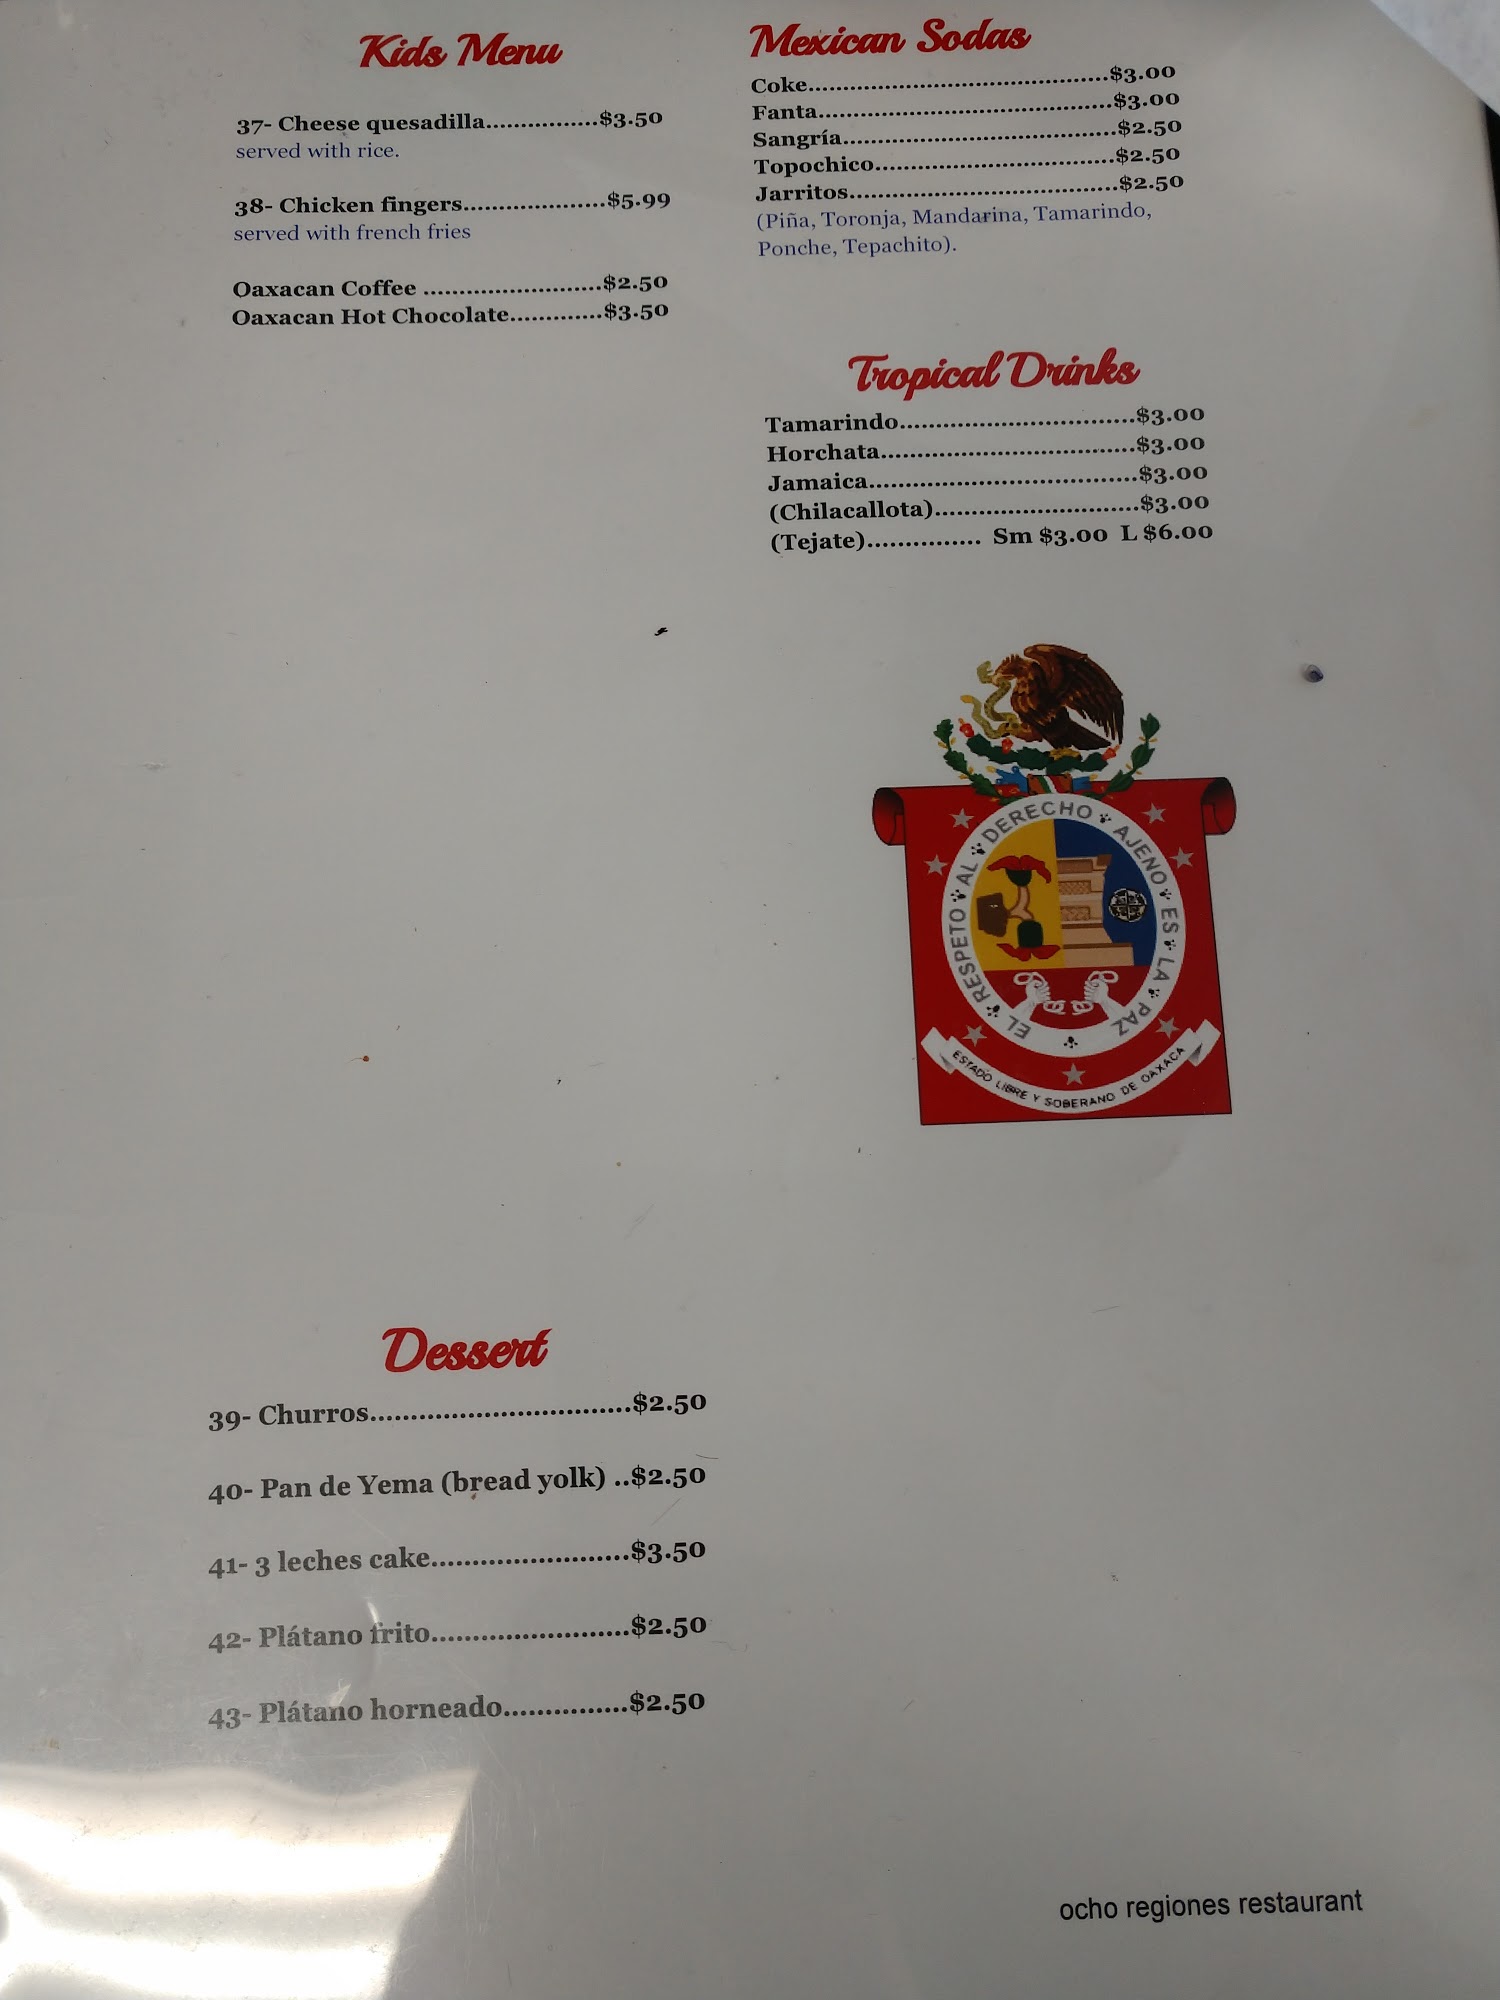 Kids Menu
37- Cheese quesadilla................$3.50
served with rice.
38- Chicken fingers....................$5.99
served with french fries
Oaxacan Coffee .........................$2.50
Oaxacan Hot Chocolate.............$3.50
Mexican Sodas
Coke..........................................$3.00
Fanta.........................................$3.00
Sangría......................................$2.50
Topochico.................................$2.50
Jarritos.....................................$2.50
(Piña, Toronja, Mandarina, Tamarindo,
Ponche, Tepachito).
Tropical Drinks
Tamarindo................................$3.00
Horchata...................................$3.00
Jamaica.....................................$3.00
(Chilacallota)............................$3.00
(Tejate)............... Sm $3.00 L $6.00
EL RESPETO AL DERECHO AJENO ES LA PAZ
ESTADO LIBRE Y SOBERANO DE OAXACA
Dessert
39- Churros................................$2.50
40- Pan de Yema (bread yolk) ..$2.50
41- 3 leches cake.........................$3.50
42- Plátano frito.........................$2.50
43- Plátano horneado...............$2.50
ocho regiones restaurant